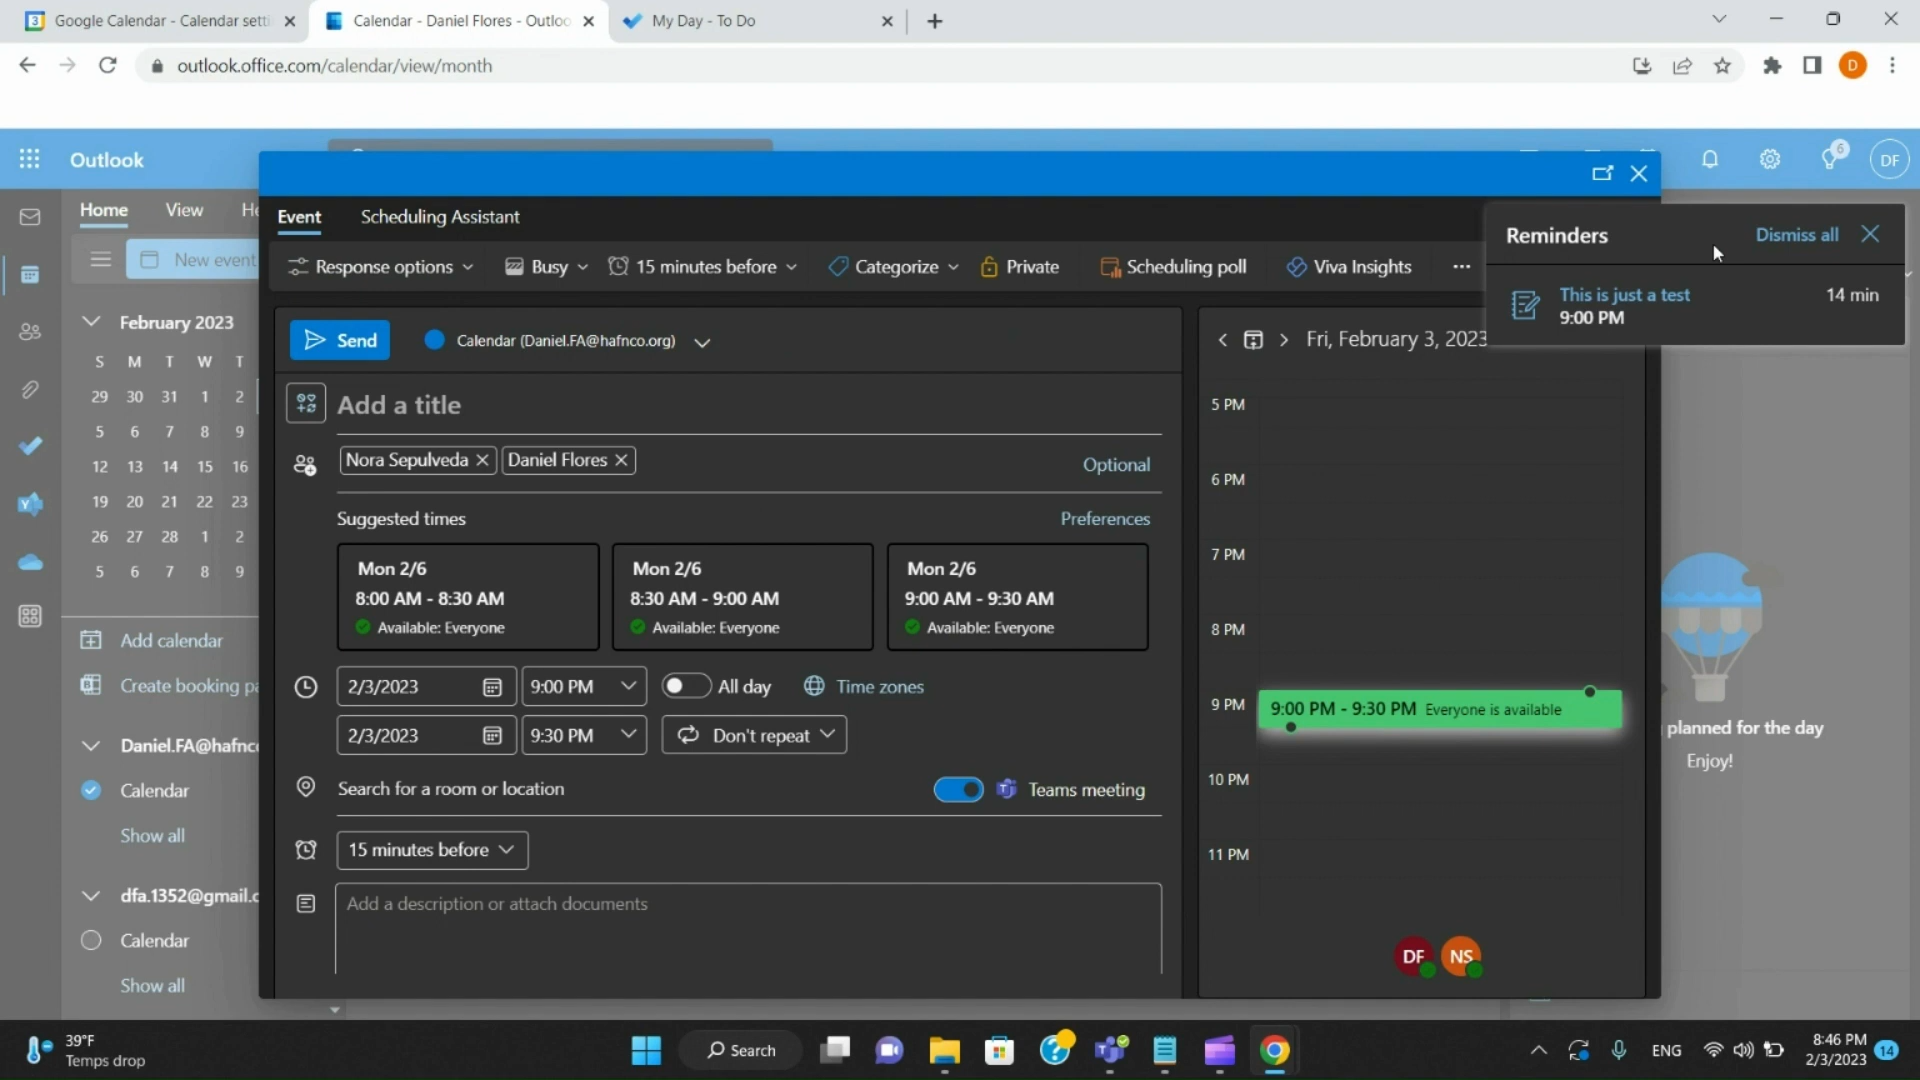 Google Calendar - Calendar setti
Calendar - Daniel Flores - Outloo
My Day - To Do
outlook.office.com/calendar/view/month
D
Outlook
6
DF
Home View He
New event
February 2023
S M T W T
29 30 31 1 2
5 6 7 8 9
12 13 14 15 16
19 20 21 22 23
26 27 28 1 2
5 6 7 8 9
Add calendar
Create booking pa
Daniel.FA@hafnco
Calendar
Show all
dfa.1352@gmail.c
Calendar
Show all
Event Scheduling Assistant
Response options Busy 15 minutes before Categorize Private Scheduling poll Viva Insights ...
Send Calendar (Daniel.FA@hafnco.org)
Add a title
Nora Sepulveda Daniel Flores
Optional
Suggested times Preferences
Mon 2/6
8:00 AM - 8:30 AM
Available: Everyone
Mon 2/6
8:30 AM - 9:00 AM
Available: Everyone
Mon 2/6
9:00 AM - 9:30 AM
Available: Everyone
2/3/2023 9:00 PM All day Time zones
2/3/2023 9:30 PM Don't repeat
Search for a room or location Teams meeting
15 minutes before
Add a description or attach documents
Fri, February 3, 2023
5 PM
6 PM
7 PM
8 PM
9 PM
9:00 PM - 9:30 PM Everyone is available
10 PM
11 PM
DF NS
Reminders Dismiss all
This is just a test 14 min
9:00 PM
planned for the day
Enjoy!
39°F
Temps drop
Search
ENG
8:46 PM
2/3/2023
14